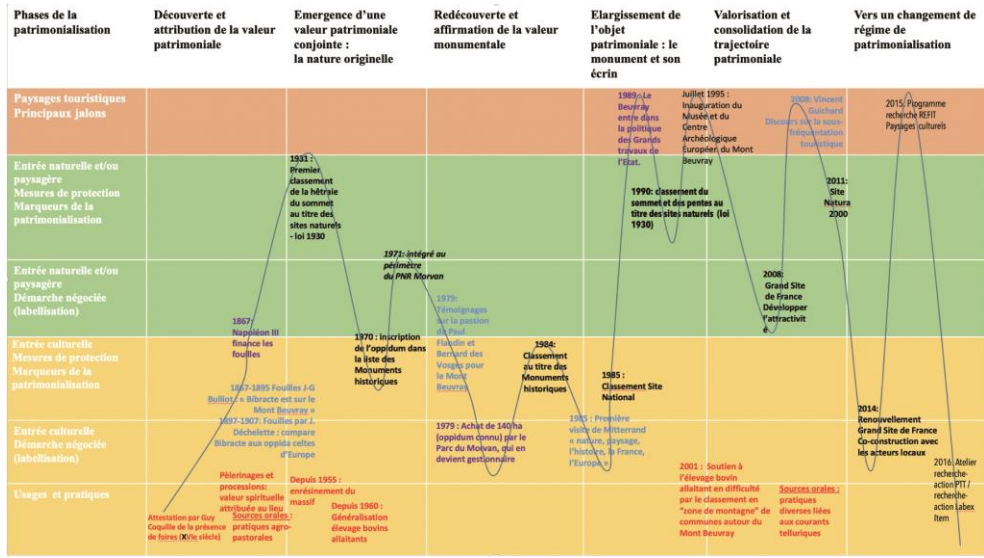 Phases de la
patrimonialisation
Découverte et
attribution de la valeur
patrimoniale
Emergence d'une
valeur patrimoniale
conjointe :
la nature originelle
Redécouverte et
affirmation de la valeur
monumentale
Elargissement de
l'objet
patrimoniale : le
monument et son
écrin
Valorisation et
consolidation de la
trajectoire
patrimoniale
Vers un changement de
régime de
patrimonialisation
Paysages touristiques
Principaux jalons
1989 : Le
Beuvray
entre dans
la politique
des Grands
travaux de
l'Etat.
Juillet 1995 :
Inauguration du
Musée et du
Centre
Archéologique
Européen du Mont
Beuvray
2008: Vincent
Guichard
Discours sur la sous-
fréquentation
touristique
2015: Programme
recherche REFIT
Paysages culturels
Entrée naturelle et/ou
paysagère
Mesures de protection
Marqueurs de la
patrimonialisation
1931 :
Premier
classement
de la hêtraie
du sommet
au titre des
sites naturels
- loi 1930
1990: classement du
sommet et des pentes au
titre des sites naturels (loi
1930)
2011:
Site
Natura
2000
Entrée naturelle et/ou
paysagère
Démarche négociée
(labellisation)
1971: intégré au
périmètre
du PNR Morvan
2008:
Grand Site
de France
Développer
l'attractivit
é
1867:
Napoléon III
finance les
fouilles
1979:
Témoignages
sur la passion
de Paul
Flandin et
Bernard des
Vosges pour
le Mont
Beuvray
Entrée culturelle
Mesures de protection
Marqueurs de la
patrimonialisation
1970 : inscription
de l'oppidum dans
la liste des
Monuments
historiques
1984:
Classement au
titre des
Monuments
historiques
1985 :
Classement Site
National
1867-1895 Fouilles J-G
Bulliot: « Bibracte est sur le
Mont Beuvray »
1897-1907: Fouilles par J.
Déchelette : compare
Bibracte aux oppida celtes
d'Europe
Entrée culturelle
Démarche négociée
(labellisation)
1979 : Achat de 140 ha
(oppidum connu) par le
Parc du Morvan, qui en
devient gestionnaire
1985 : Première
visite de Mitterrand
« nature, paysage,
l'histoire, la France,
l'Europe »
2014:
Renouvellement
Grand Site de France
Co-construction avec
les acteurs locaux
Usages et pratiques
Attestation par Guy
Coquille de la présence
de foires (XVIe siècle)
Pèlerinages et
processions:
valeur spirituelle
attribuée au lieu
Sources orales :
pratiques agro-
pastorales
Depuis 1955 :
enrésinement du
massif
Depuis 1960 :
Généralisation
élevage bovins
allaitants
2001 : Soutien à
l'élevage bovin
allaitant en difficulté
par le classement en
"zone de montagne" de
communes autour du
Mont Beuvray
Sources orales:
pratiques
diverses liées
aux courants
telluriques
2016: Atelier
recherche-
action PTT /
recherche-
action Labex
Item